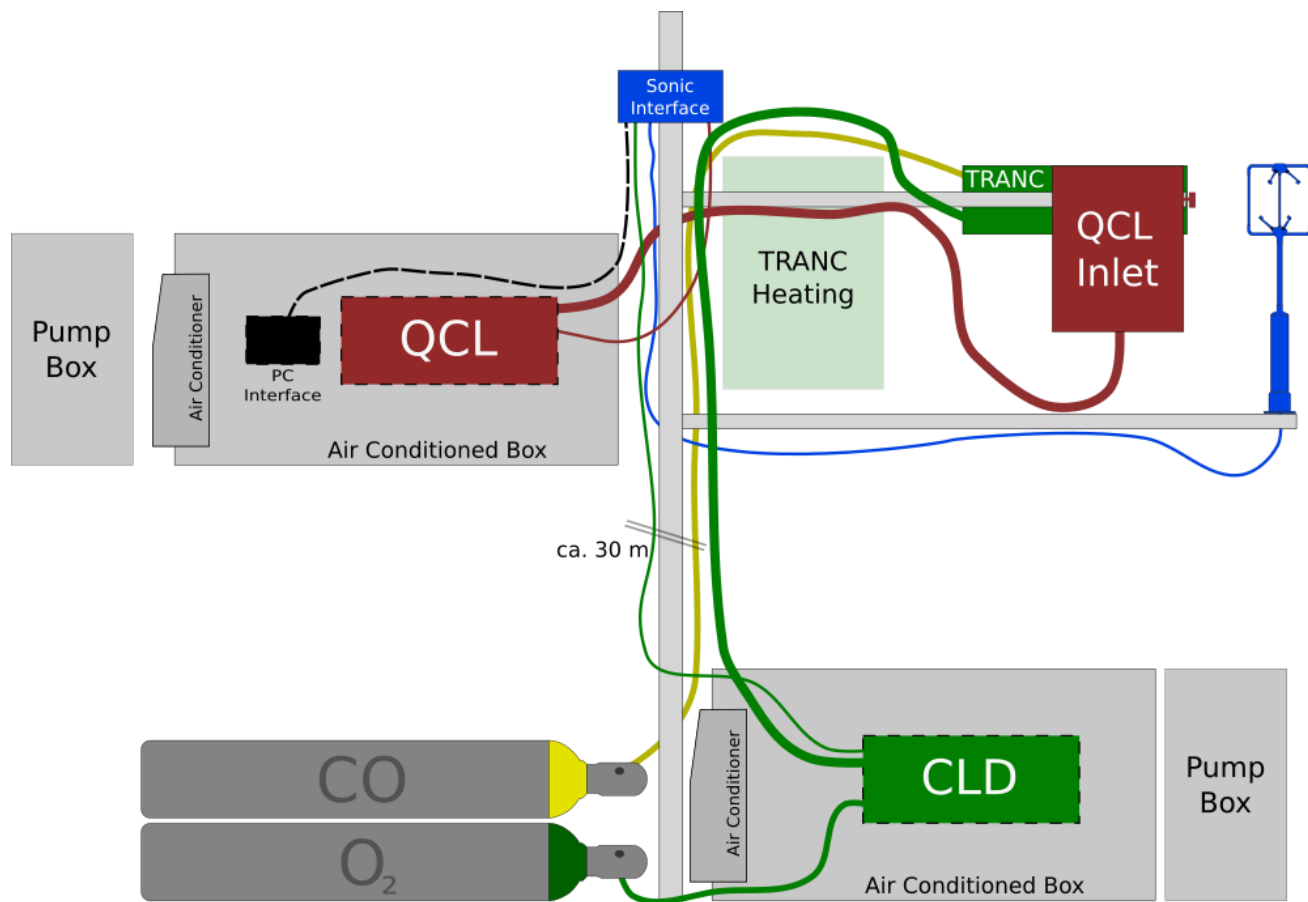 Sonic
Interface
TRANC
QCL
Inlet
TRANC
Heating
Pump
Box
Air Conditioner
PC
Interface
QCL
Air Conditioned Box
ca. 30 m
CO
O₂
Air Conditioner
CLD
Air Conditioned Box
Pump
Box